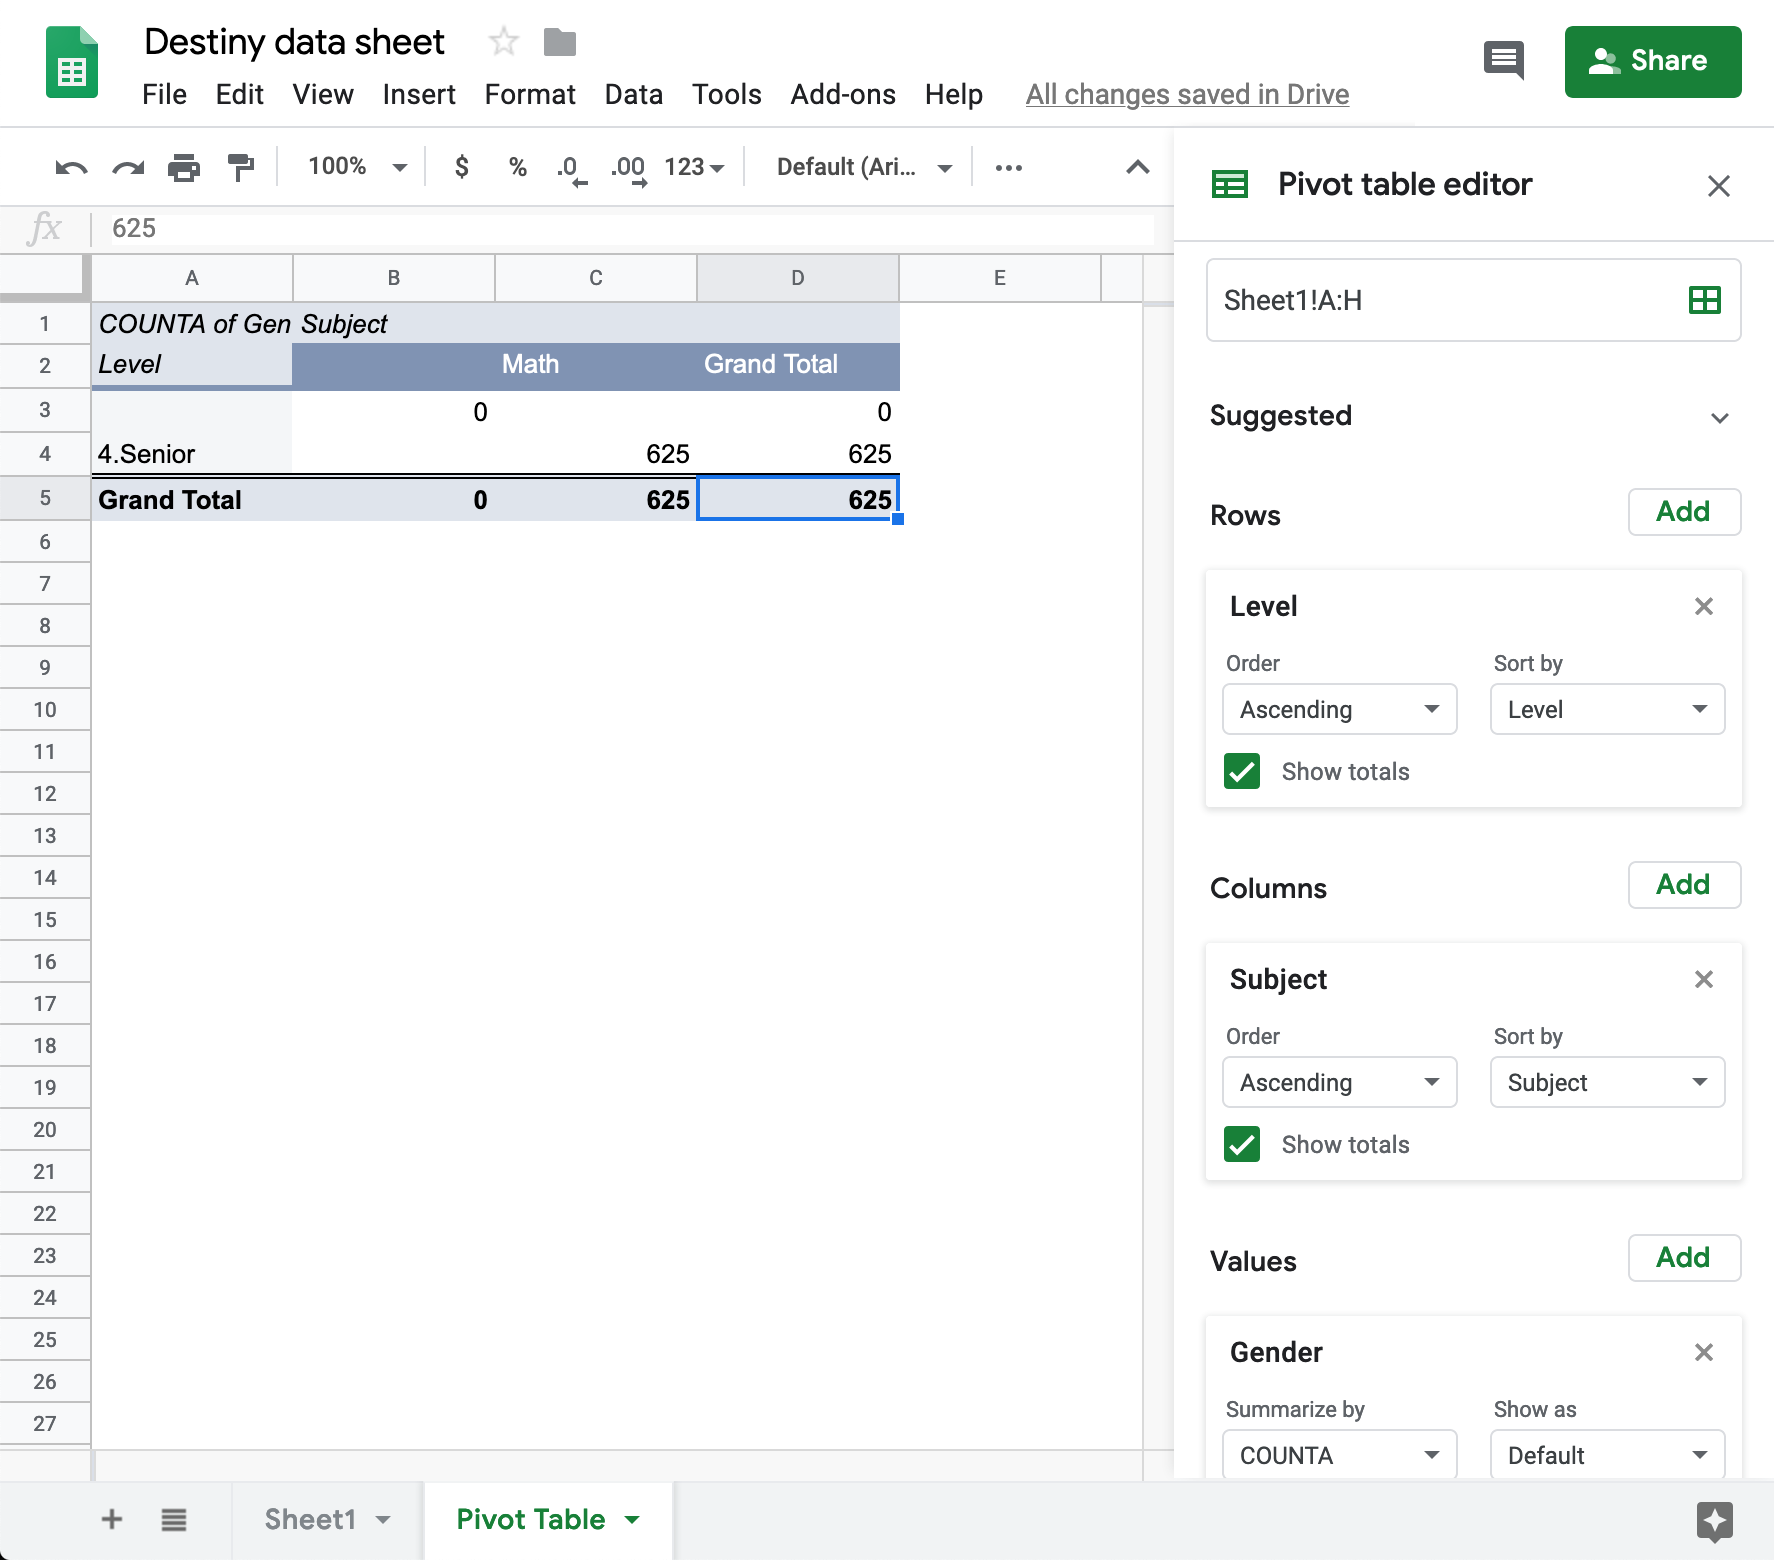 Destiny data sheet
File Edit View Insert Format Data Tools Add-ons Help All changes saved in Drive
Share
100% $ % .0 .00 123 Default (Ari... ...
fx 625
A B C D E
1 COUNTA of Gen Subject
2 Level Math Grand Total
3 0 0
4 4.Senior 625 625
5 Grand Total 0 625 625
6
7
8
9
10
11
12
13
14
15
16
17
18
19
20
21
22
23
24
25
26
27
Pivot table editor
Sheet1!A:H
Suggested
Rows Add
Level
Order Sort by
Ascending Level
Show totals
Columns Add
Subject
Order Sort by
Ascending Subject
Show totals
Values Add
Gender
Summarize by Show as
COUNTA Default
Sheet1 Pivot Table